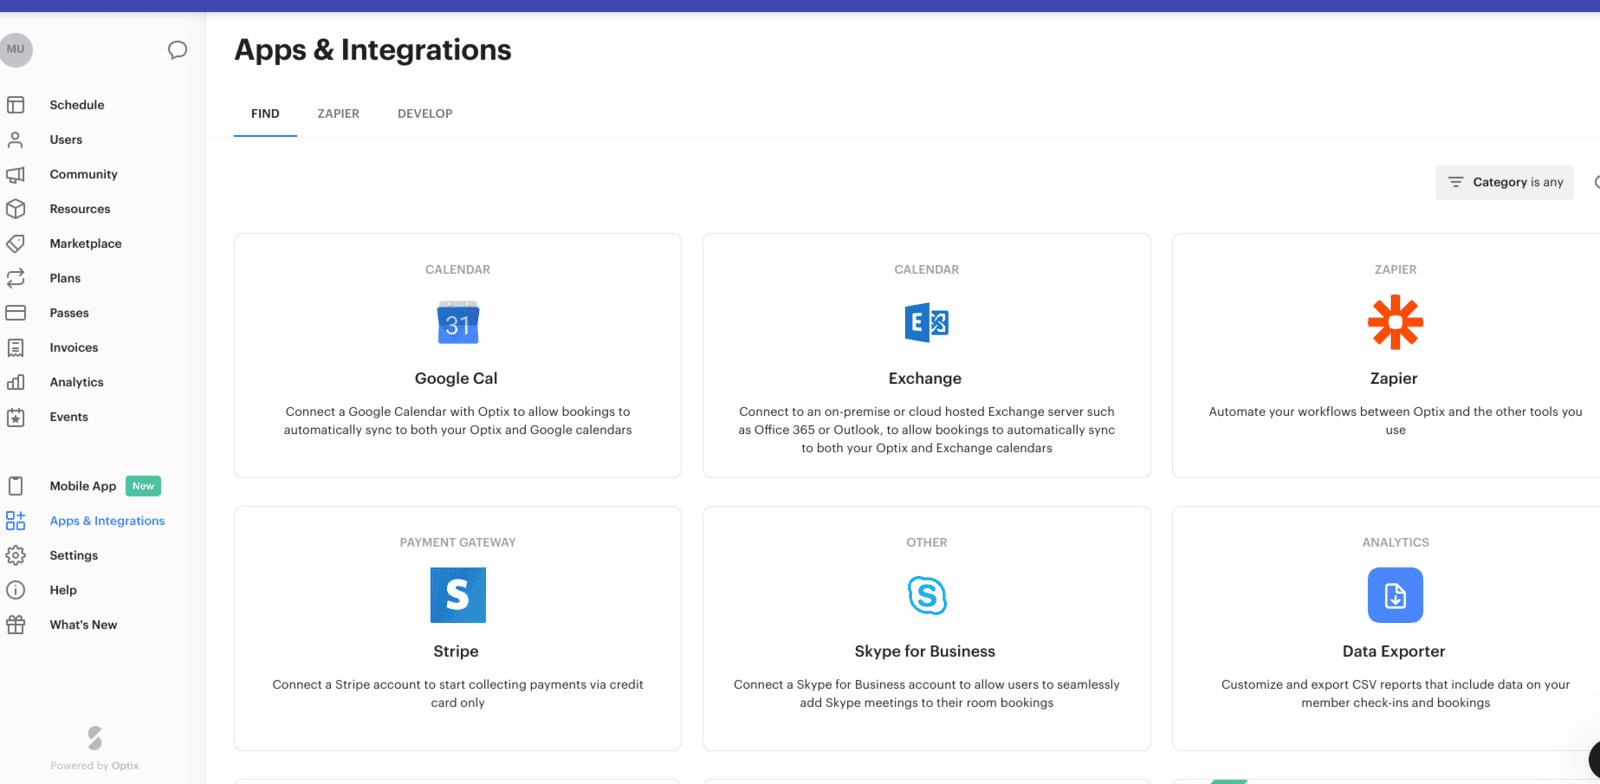 MU
Schedule
Users
Community
Resources
Marketplace
Plans
Passes
Invoices
Analytics
Events
Mobile App New
Apps & Integrations
Settings
Help
What's New
Powered by Optix
Apps & Integrations
FIND ZAPIER DEVELOP
Category is any
CALENDAR
31
Google Cal
Connect a Google Calendar with Optix to allow bookings to
automatically sync to both your Optix and Google calendars
CALENDAR
E
Exchange
Connect to an on-premise or cloud hosted Exchange server such
as Office 365 or Outlook, to allow bookings to automatically sync
to both your Optix and Exchange calendars
ZAPIER
Zapier
Automate your workflows between Optix and the other tools you
use
PAYMENT GATEWAY
S
Stripe
Connect a Stripe account to start collecting payments via credit
card only
OTHER
S
Skype for Business
Connect a Skype for Business account to allow users to seamlessly
add Skype meetings to their room bookings
ANALYTICS
Data Exporter
Customize and export CSV reports that include data on your
member check-ins and bookings